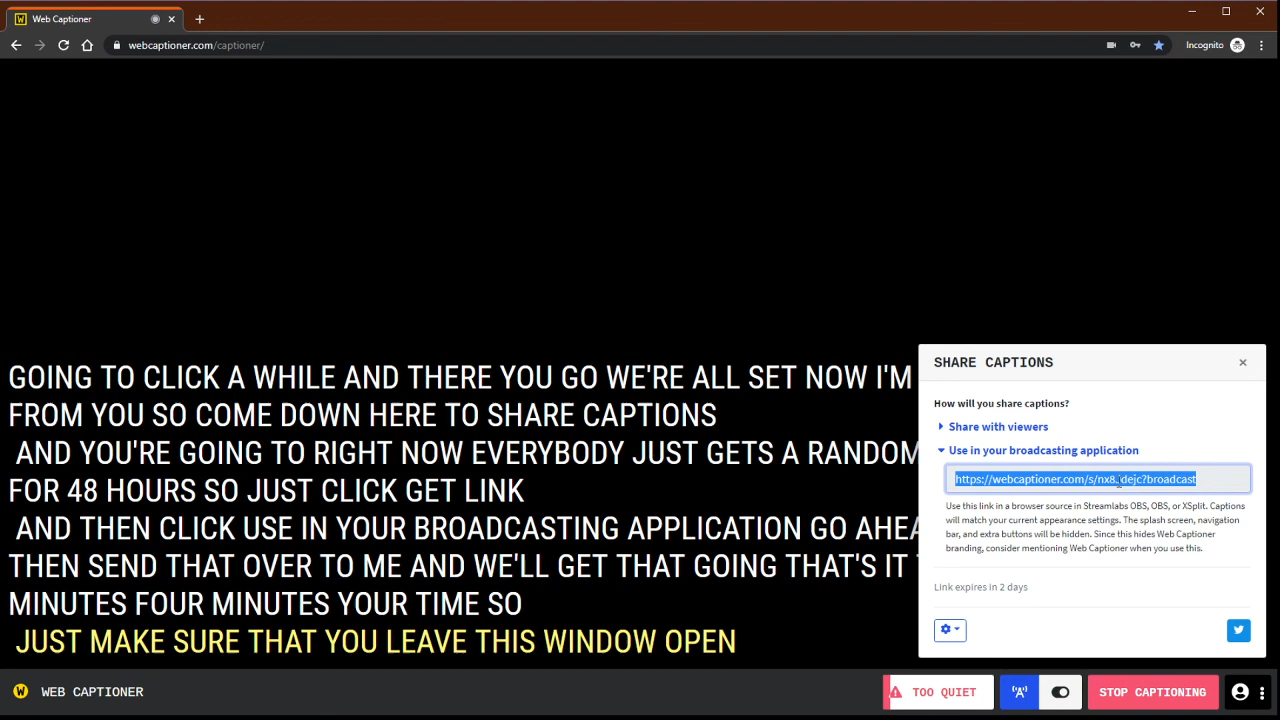 Web Captioner
webcaptioner.com/captioner/
Incognito
GOING TO CLICK A WHILE AND THERE YOU GO WE'RE ALL SET NOW I'M
FROM YOU SO COME DOWN HERE TO SHARE CAPTIONS
AND YOU'RE GOING TO RIGHT NOW EVERYBODY JUST GETS A RANDOM
FOR 48 HOURS SO JUST CLICK GET LINK
AND THEN CLICK USE IN YOUR BROADCASTING APPLICATION GO AHEA
THEN SEND THAT OVER TO ME AND WE'LL GET THAT GOING THAT'S IT
MINUTES FOUR MINUTES YOUR TIME SO
JUST MAKE SURE THAT YOU LEAVE THIS WINDOW OPEN
SHARE CAPTIONS
How will you share captions?
Share with viewers
Use in your broadcasting application
Use this link in a browser source in Streamlabs OBS, OBS, or XSplit. Captions
will match your current appearance settings. The splash screen, navigation
bar, and extra buttons will be hidden. Since this hides Web Captioner
branding, consider mentioning Web Captioner when you use this.
Link expires in 2 days
W WEB CAPTIONER
TOO QUIET
STOP CAPTIONING